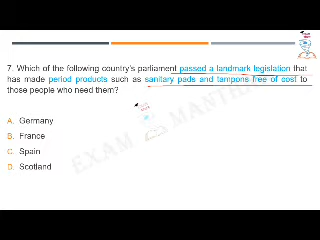 7. Which of the following country's parliament passed a landmark legislation that
has made period products such as sanitary pads and tampons free of cost to
those people who need them?
A. Germany
B. France
C. Spain
D. Scotland
EXAM MANTHAN